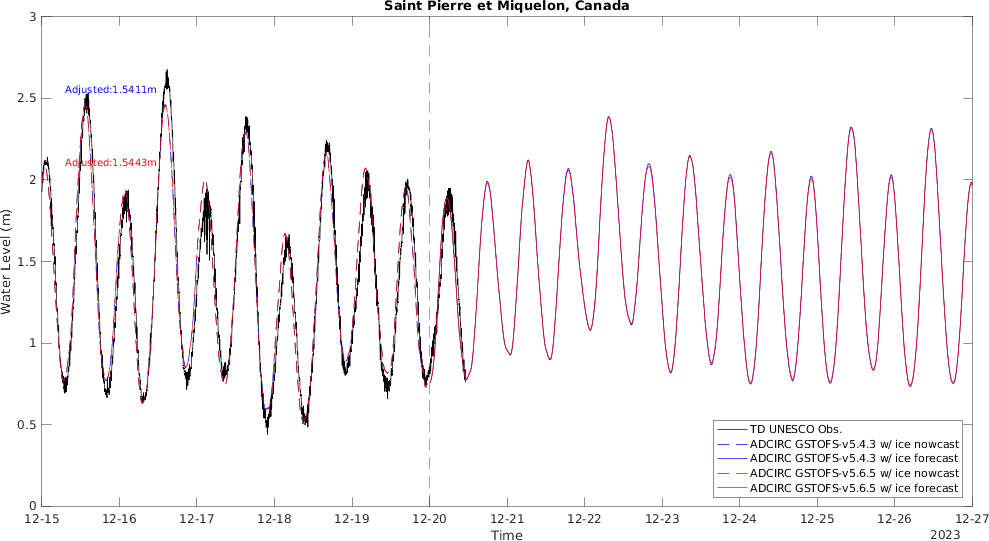 Saint Pierre et Miquelon, Canada
3
2.5
2
1.5
1
0.5
0
Water Level (m)
Adjusted:1.5411m
Adjusted:1.5443m
TD UNESCO Obs.
ADCIRC GSTOFS-v5.4.3 w/ ice nowcast
ADCIRC GSTOFS-v5.4.3 w/ ice forecast
ADCIRC GSTOFS-v5.6.5 w/ ice nowcast
ADCIRC GSTOFS-v5.6.5 w/ ice forecast
12-15 12-16 12-17 12-18 12-19 12-20 12-21 12-22 12-23 12-24 12-25 12-26 12-27
Time
2023